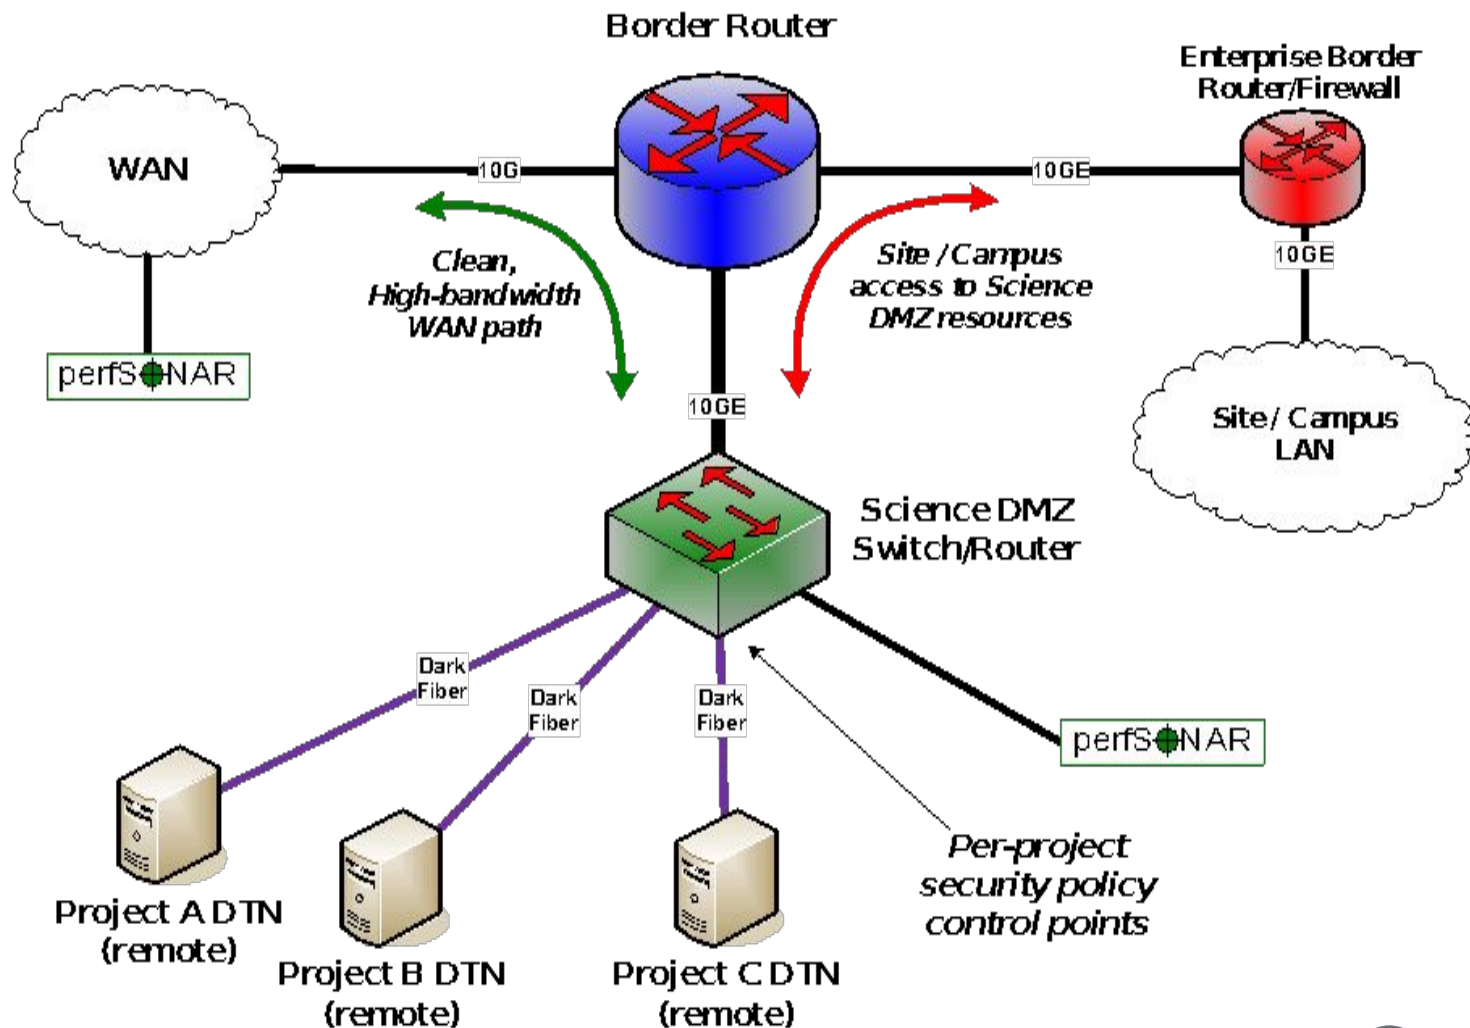 Border Router
Enterprise Border
Router/Firewall
WAN
10G
10GE
10GE
Clean,
High-bandwidth
WAN path
Site / Campus
access to Science
DMZ resources
perfSONAR
10GE
Site / Campus
LAN
Science DMZ
Switch/Router
Dark
Fiber
Dark
Fiber
Dark
Fiber
perfSONAR
Per-project
security policy
control points
Project A DTN
(remote)
Project B DTN
(remote)
Project C DTN
(remote)